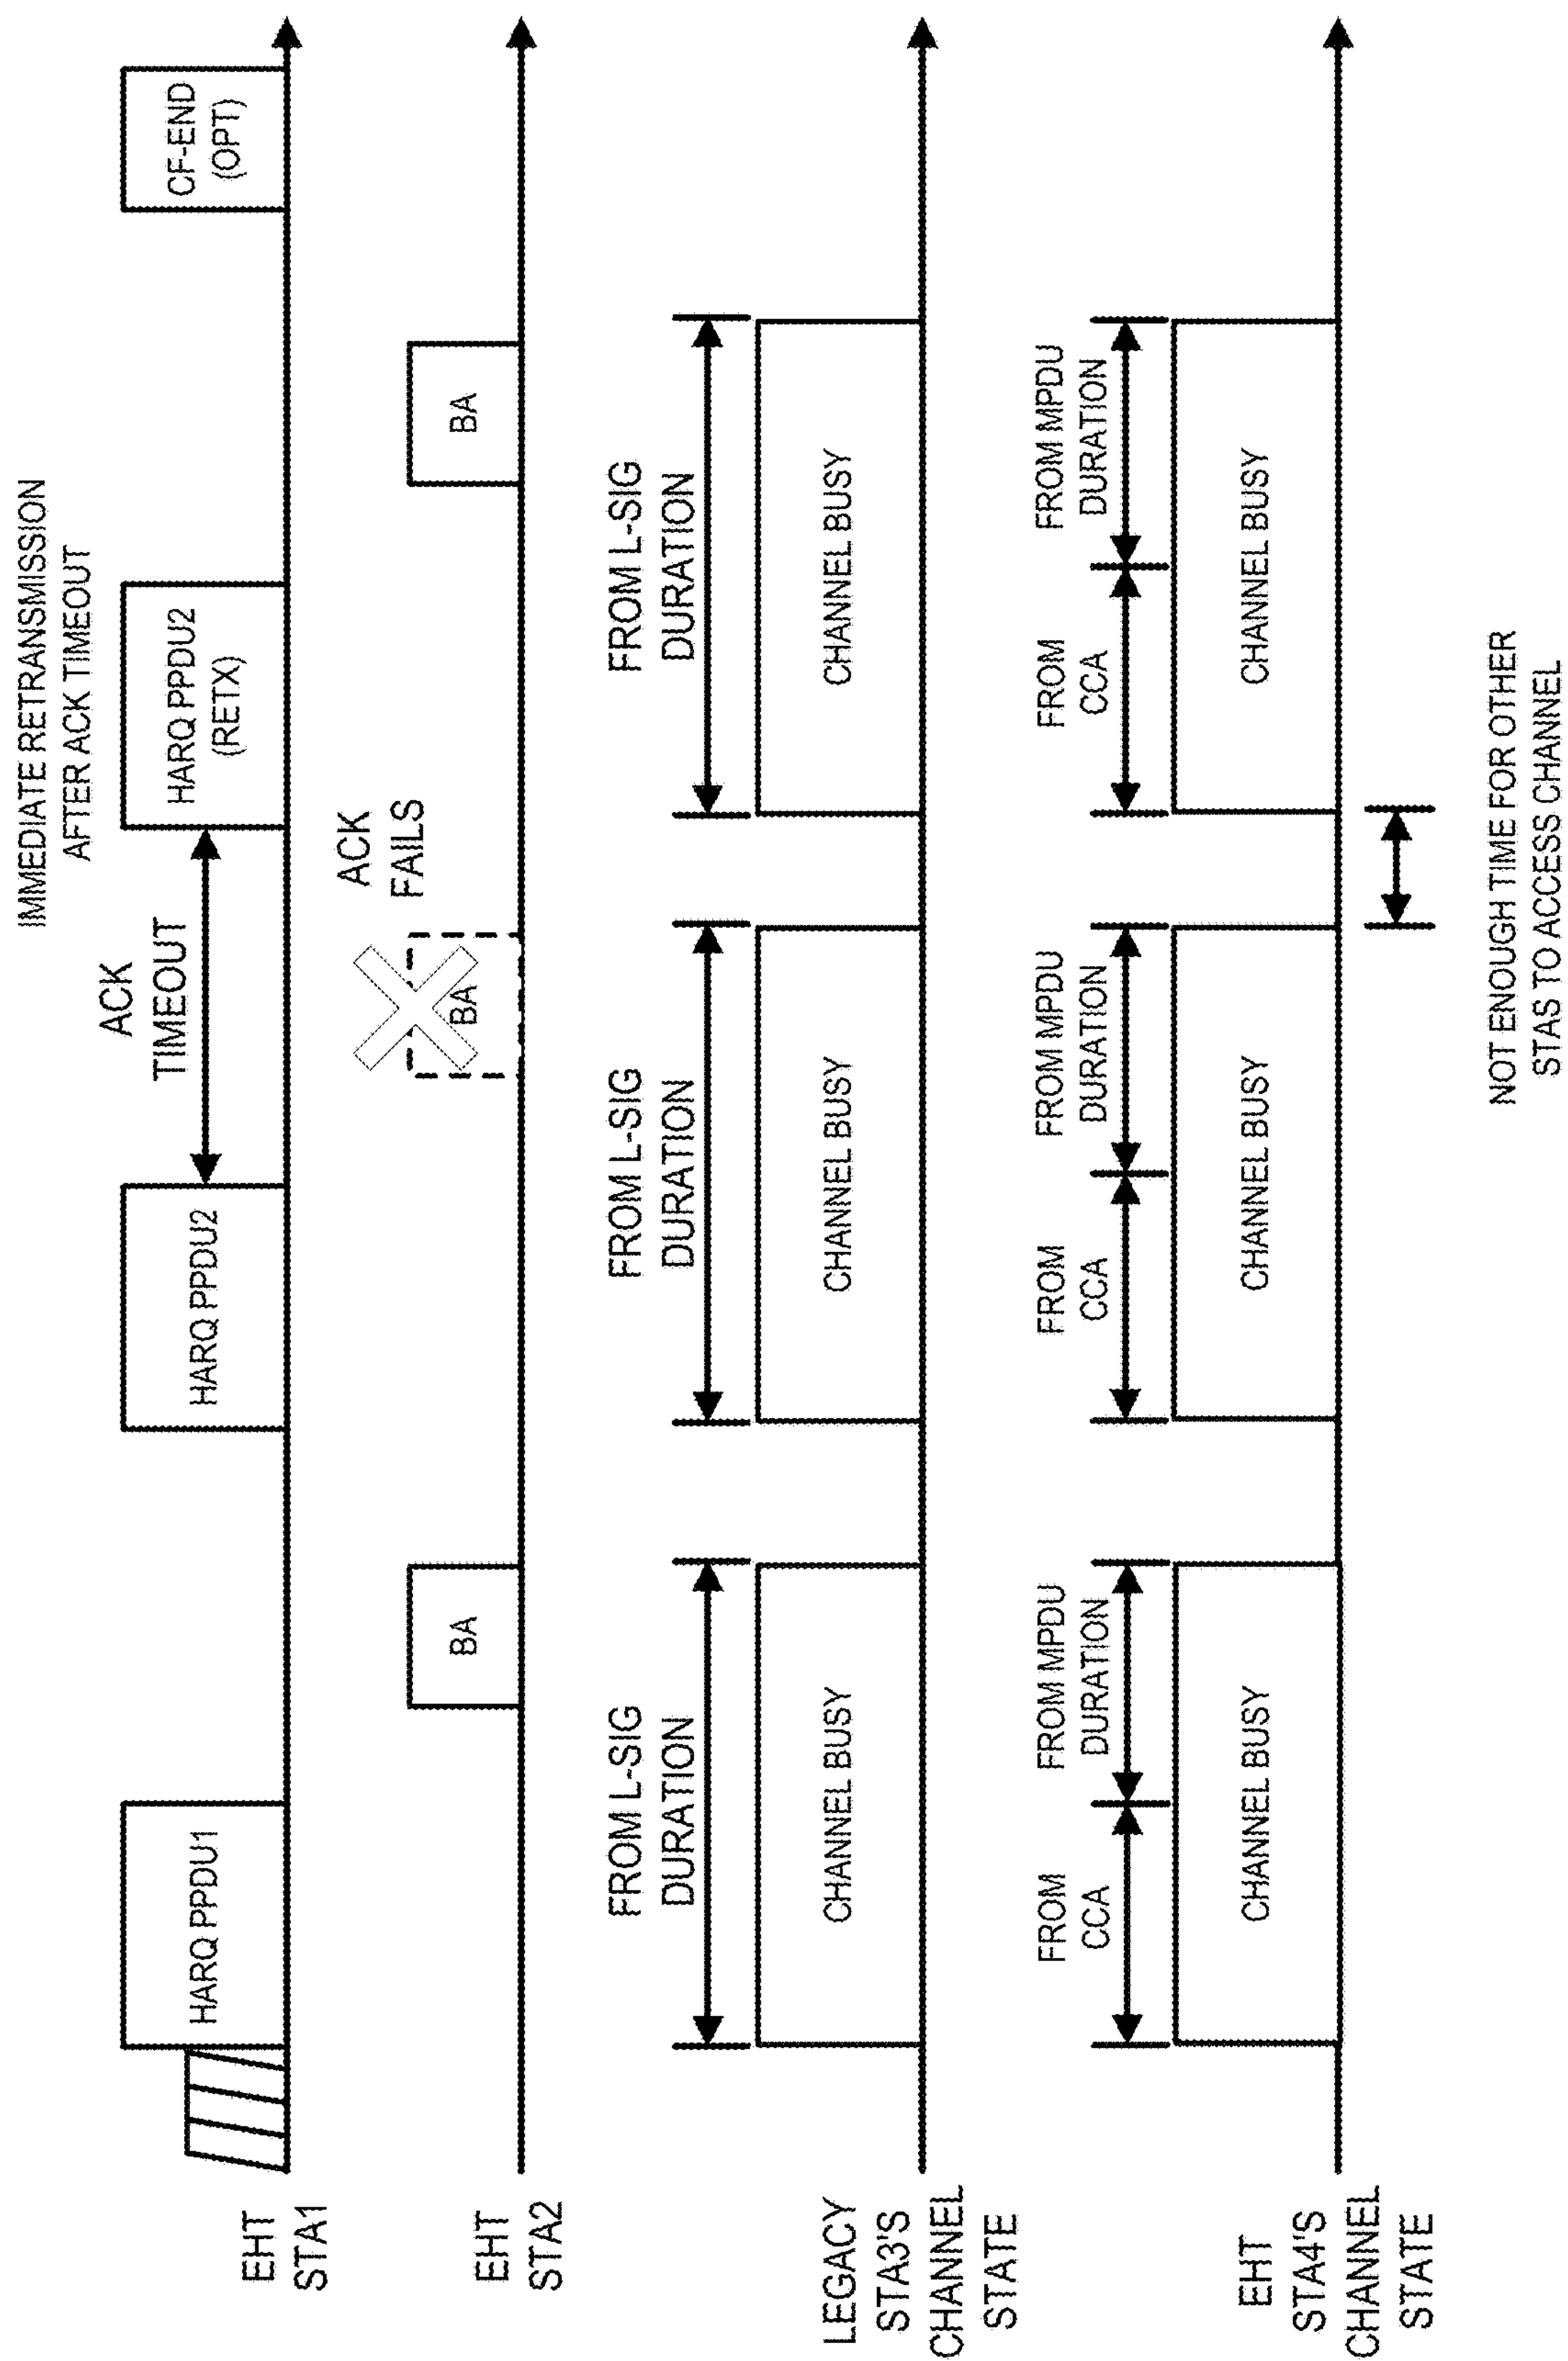 IMMEDIATE RETRANSMISSION
AFTER ACK TIMEOUT
ACK
TIMEOUT
EHT
STA1
HARQ PPDU1
HARQ PPDU2
HARQ PPDU2
(RETX)
CF-END
(OPT)
ACK
FAILS
EHT
STA2
BA
BA
BA
FROM L-SIG
DURATION
FROM L-SIG
DURATION
FROM L-SIG
DURATION
LEGACY
STA3'S
CHANNEL
STATE
CHANNEL BUSY
CHANNEL BUSY
CHANNEL BUSY
FROM
CCA
FROM MPDU
DURATION
FROM
CCA
FROM MPDU
DURATION
FROM
CCA
FROM MPDU
DURATION
EHT
STA4'S
CHANNEL
STATE
CHANNEL BUSY
CHANNEL BUSY
CHANNEL BUSY
NOT ENOUGH TIME FOR OTHER
STAS TO ACCESS CHANNEL